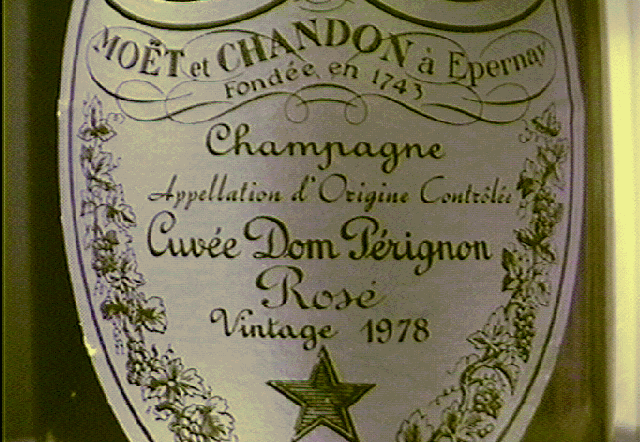 MOËT et CHANDON à Epernay
Fondée en 1743
Champagne
Appellation d'Origine Contrôlée
Cuvée Dom Pérignon
Rosé
Vintage 1978